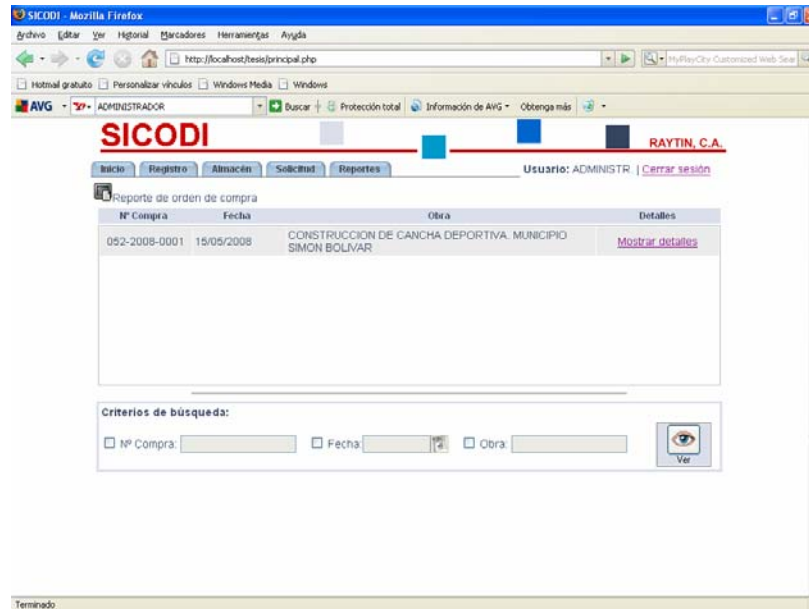 SICODI - Mozilla Firefox
Archivo Editar Ver Historial Marcadores Herramientas Ayuda
http://localhost/tesis/principal.php
MyPlayCity Customized Web Sear
Hotmail gratuito Personalizar vínculos Windows Media Windows
AVG ADMINISTRADOR Buscar Protección total Información de AVG Obtenga más
SICODI
RAYTIN, C.A.
Inicio Registro Almacén Solicitud Reportes Usuario: ADMINISTR. | Cerrar sesión
Reporte de orden de compra
Nº Compra Fecha Obra Detalles
052-2008-0001 15/05/2008 CONSTRUCCION DE CANCHA DEPORTIVA. MUNICIPIO
SIMON BOLIVAR
Mostrar detalles
Criterios de búsqueda:
Nº Compra: Fecha: Obra:
Ver
Terminado